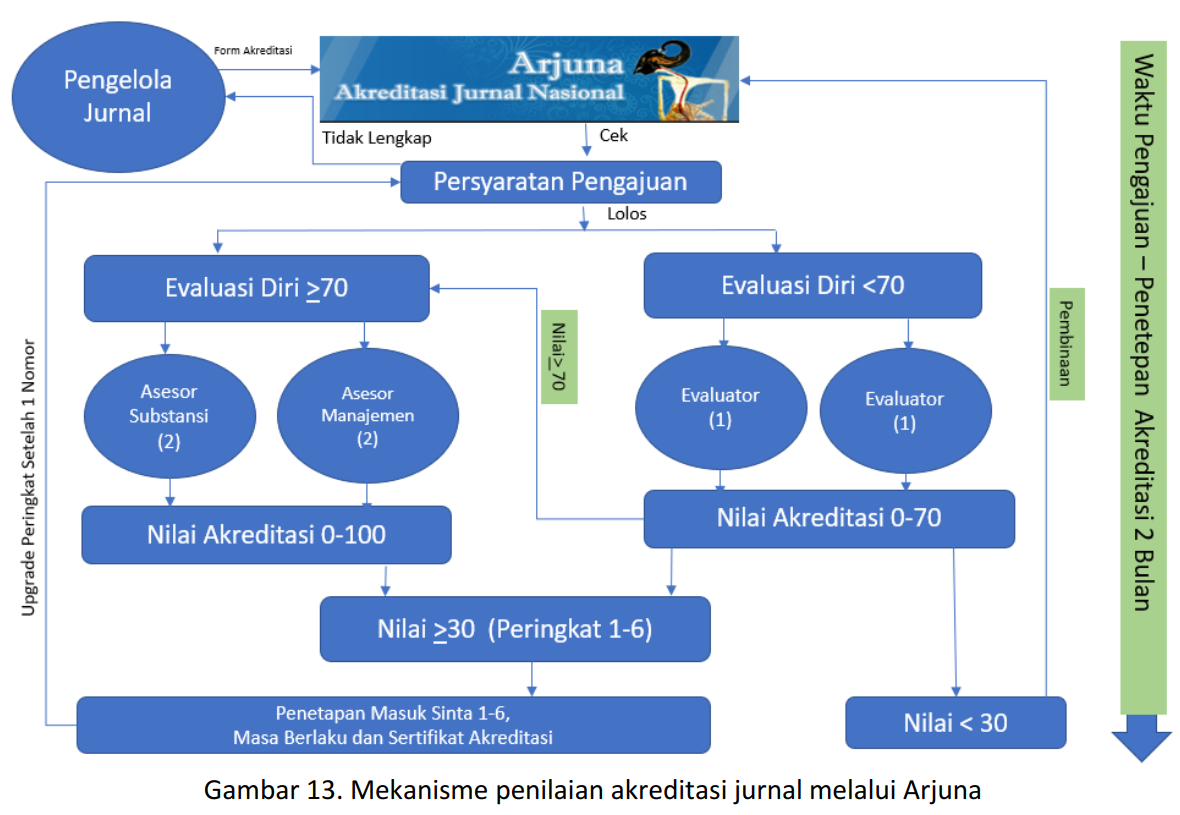 Form Akreditasi
Pengelola
Jurnal
Arjuna
Akreditasi Jurnal Nasional
Tidak Lengkap
Cek
Persyaratan Pengajuan
Lolos
Evaluasi Diri >70
Evaluasi Diri <70
Nilai> 70
Pembinaan
Waktu Pengajuan – Penetepan Akreditasi 2 Bulan
Upgrade Peringkat Setelah 1 Nomor
Asesor
Substansi
(2)
Asesor
Manajemen
(2)
Evaluator
(1)
Evaluator
(1)
Nilai Akreditasi 0-100
Nilai Akreditasi 0-70
Nilai >30 (Peringkat 1-6)
Penetapan Masuk Sinta 1-6,
Masa Berlaku dan Sertifikat Akreditasi
Nilai < 30
Gambar 13. Mekanisme penilaian akreditasi jurnal melalui Arjuna